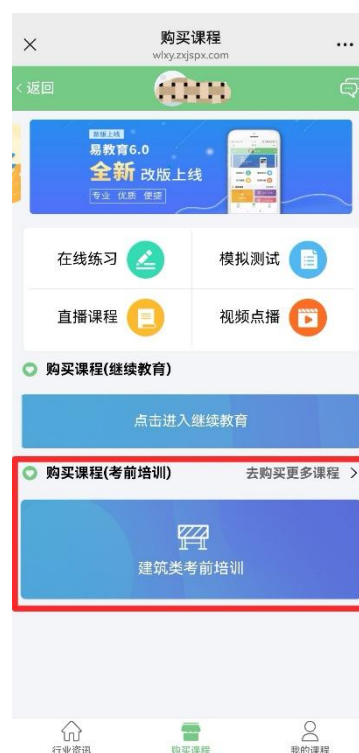 购买课程
wlxy.zxjspx.com
返回
新版上线
易教育6.0
全新 改版上线
专业 优质 便捷
在线练习
模拟测试
直播课程
视频点播
购买课程(继续教育)
点击进入继续教育
购买课程(考前培训) 去购买更多课程
建筑类考前培训
行业资讯
购买课程
我的课程